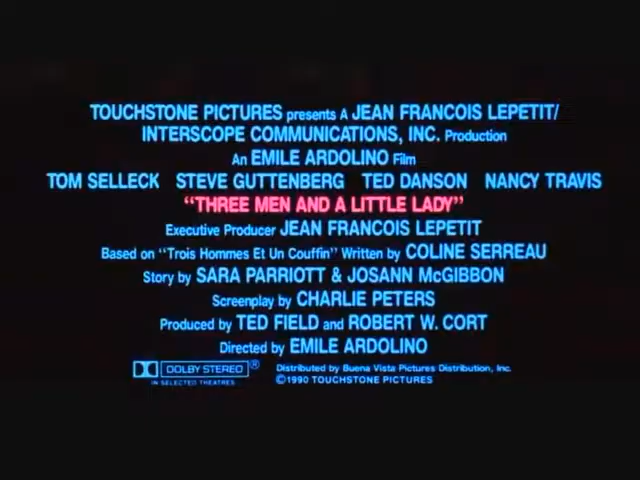 TOUCHSTONE PICTURES presents A JEAN FRANCOIS LEPETIT/
INTERSCOPE COMMUNICATIONS, INC. Production
An EMILE ARDOLINO Film
TOM SELLECK STEVE GUTTENBERG TED DANSON NANCY TRAVIS
"THREE MEN AND A LITTLE LADY"
Executive Producer JEAN FRANCOIS LEPETIT
Based on "Trois Hommes Et Un Couffin" Written by COLINE SERREAU
Story by SARA PARRIOTT & JOSANN McGIBBON
Screenplay by CHARLIE PETERS
Produced by TED FIELD and ROBERT W. CORT
Directed by EMILE ARDOLINO
DOLBY STEREO®
IN SELECTED THEATRES
Distributed by Buena Vista Pictures Distribution, Inc.
©1990 TOUCHSTONE PICTURES